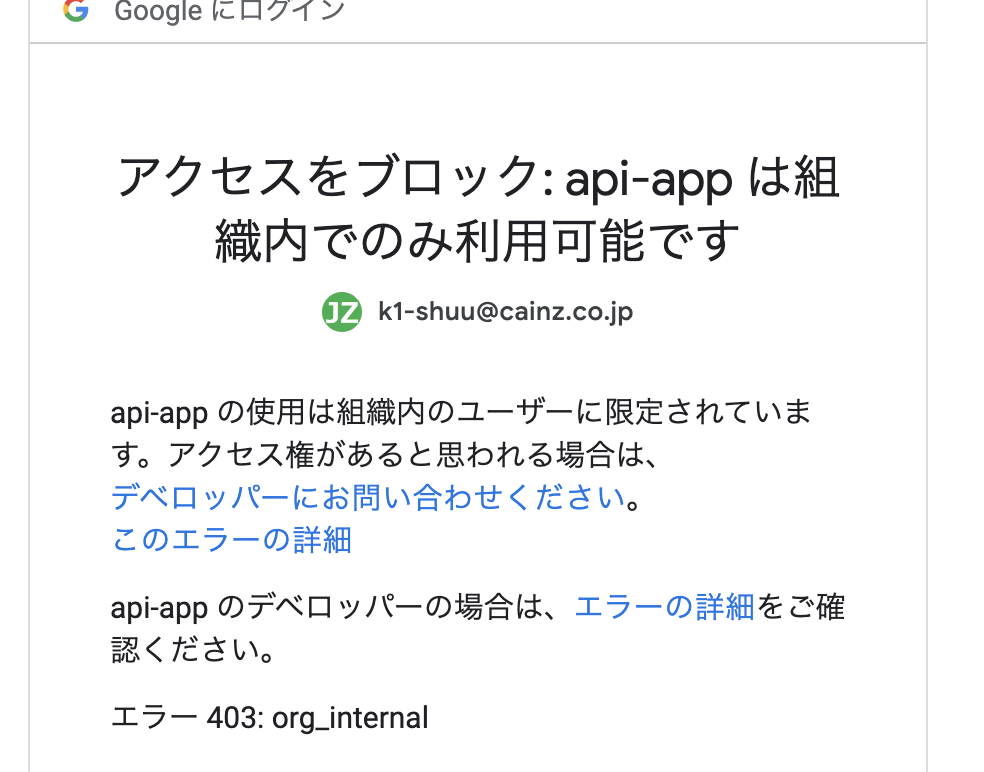 Google にログイン
アクセスをブロック: api-app は組
織内でのみ利用可能です
JZ k1-shuu@cainz.co.jp
api-app の使用は組織内のユーザーに限定されていま
す。アクセス権があると思われる場合は、
デベロッパーにお問い合わせください。
このエラーの詳細
api-app のデベロッパーの場合は、エラーの詳細をご確
認ください。
エラー 403: org_internal